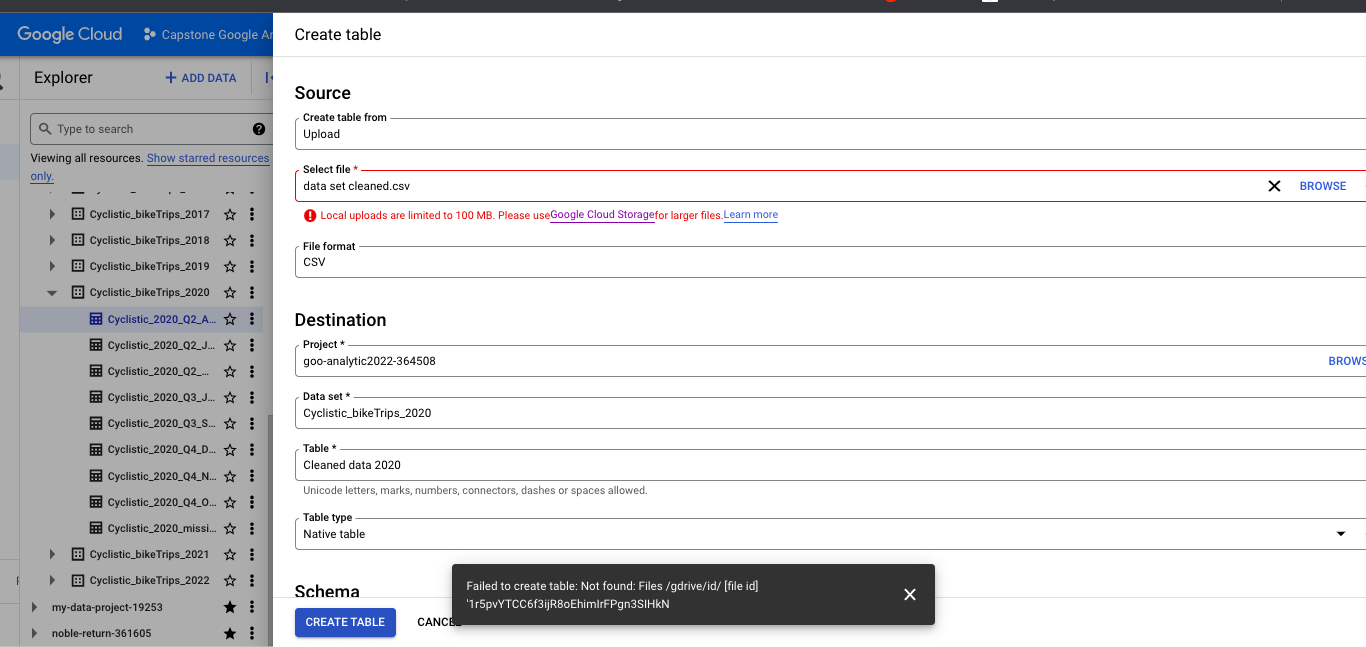 Google Cloud
Capstone Google An
Create table
Explorer
+ ADD DATA
Type to search
Viewing all resources. Show starred resources
only.
Cyclistic_bikeTrips_2017
Cyclistic_bikeTrips_2018
Cyclistic_bikeTrips_2019
Cyclistic_bikeTrips_2020
Cyclistic_2020_Q2_A...
Cyclistic_2020_Q2_J...
Cyclistic_2020_Q2_...
Cyclistic_2020_Q3_J...
Cyclistic_2020_Q3_S...
Cyclistic_2020_Q4_D...
Cyclistic_2020_Q4_N...
Cyclistic_2020_Q4_O...
Cyclistic_2020_missi...
Cyclistic_bikeTrips_2021
Cyclistic_bikeTrips_2022
my-data-project-19253
noble-return-361605
Source
Create table from
Upload
Select file *
data set cleaned.csv
BROWSE
Local uploads are limited to 100 MB. Please useGoogle Cloud Storagefor larger files.Learn more
File format
CSV
Destination
Project *
goo-analytic2022-364508
BROWS
Data set *
Cyclistic_bikeTrips_2020
Table *
Cleaned data 2020
Unicode letters, marks, numbers, connectors, dashes or spaces allowed.
Table type
Native table
Schema
Failed to create table: Not found: Files /gdrive/id/ [file id]
'1r5pvYTCC6f3ijR8oEhimIrFPgn3SIHkN
CREATE TABLE
CANCEL